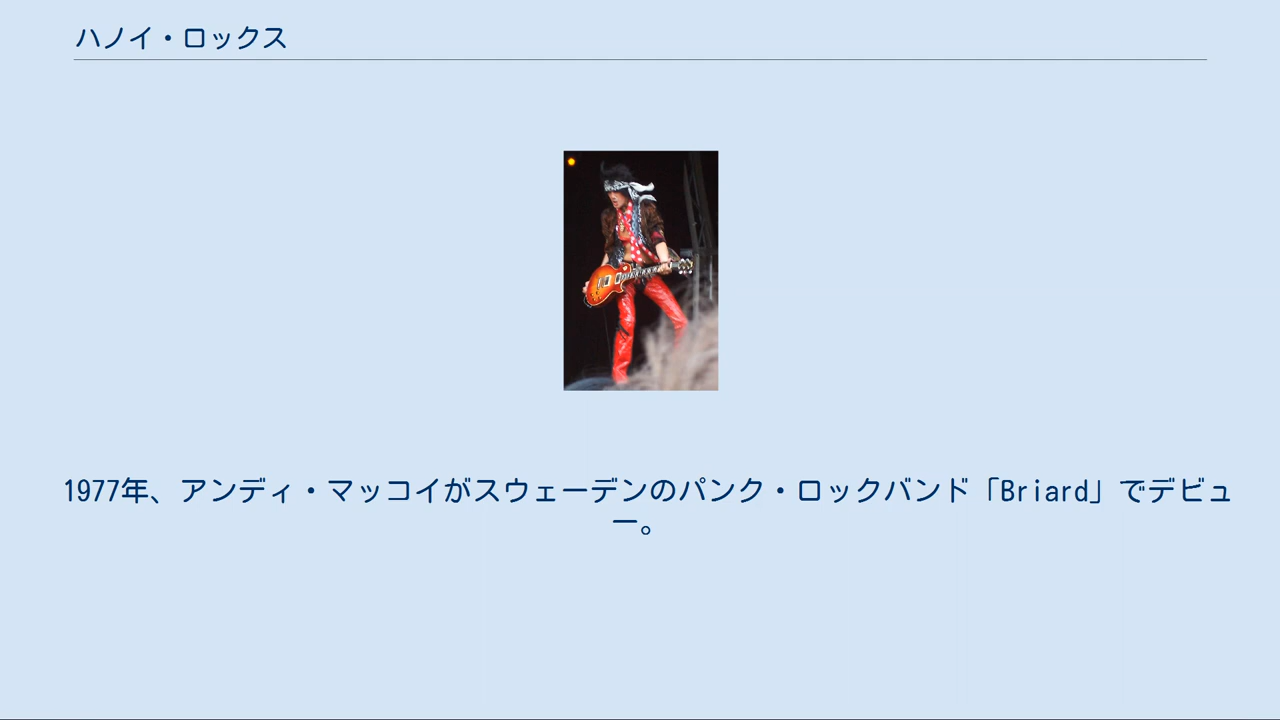 ハノイ・ロックス
1977年、アンディ・マッコイがスウェーデンのパンク・ロックバンド「Briard」でデビュ
ー。